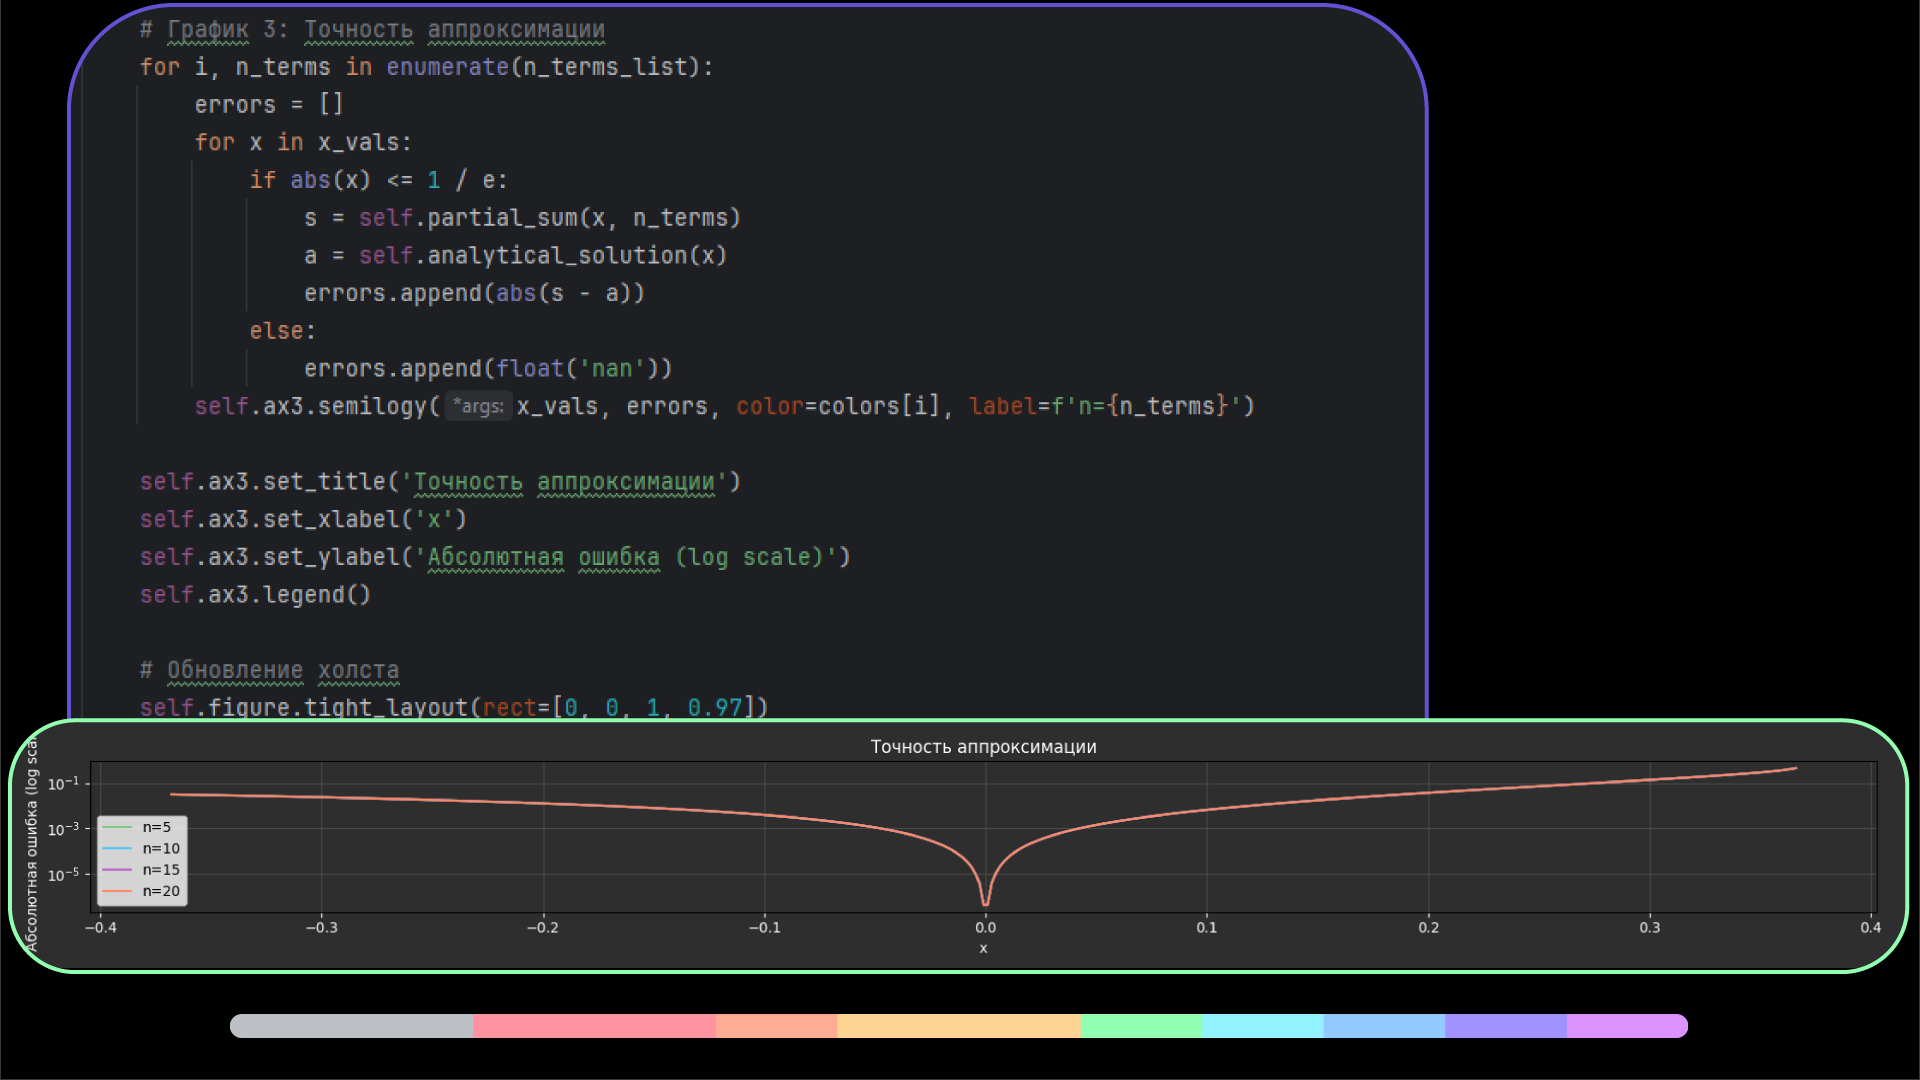 # График 3: Точность аппроксимации
for i, n_terms in enumerate(n_terms_list):
    errors = []
    for x in x_vals:
        if abs(x) <= 1 / e:
            s = self.partial_sum(x, n_terms)
            a = self.analytical_solution(x)
            errors.append(abs(s - a))
        else:
            errors.append(float('nan'))
    self.ax3.semilogy( *args: x_vals, errors, color=colors[i], label=f'n={n_terms}')
self.ax3.set_title('Точность аппроксимации')
self.ax3.set_xlabel('x')
self.ax3.set_ylabel('Абсолютная ошибка (log scale)')
self.ax3.legend()
# Обновление холста
self.figure.tight_layout(rect=[0, 0, 1, 0.97])
Точность аппроксимации
Абсолютная ошибка (log
10⁻¹
10⁻³
10⁻⁵
n=5
n=10
n=15
n=20
−0.4 −0.3 −0.2 −0.1 0.0 0.1 0.2 0.3 0.4
x